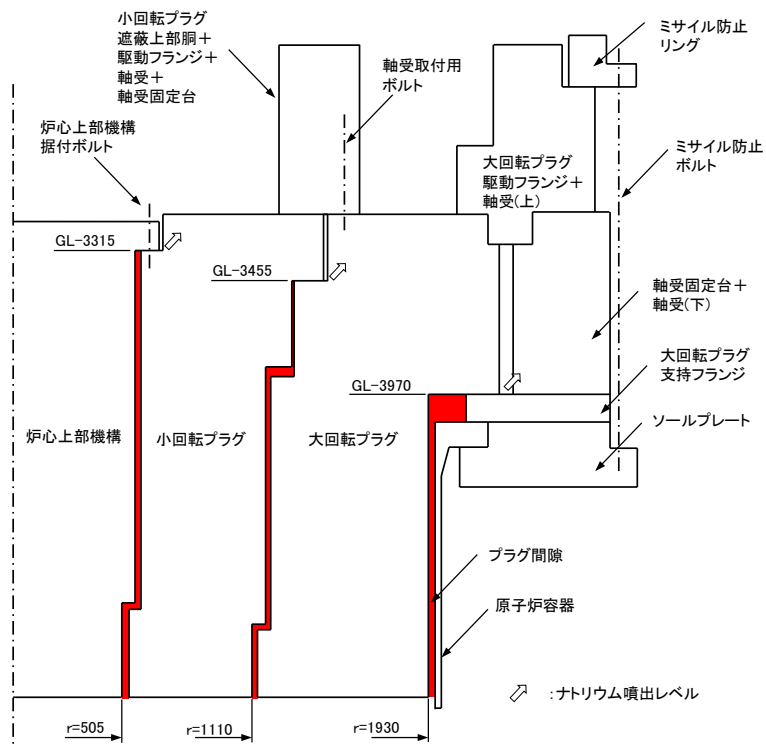 小回転プラグ
遮蔽上部胴＋
駆動フランジ＋
軸受＋
軸受固定台
軸受取付用
ボルト
ミサイル防止
リング
炉心上部機構
据付ボルト
ミサイル防止
ボルト
大回転プラグ
駆動フランジ＋
軸受(上)
GL-3315
GL-3455
軸受固定台＋
軸受(下)
大回転プラグ
支持フランジ
GL-3970
ソールプレート
炉心上部機構
小回転プラグ
大回転プラグ
プラグ間隙
原子炉容器
:ナトリウム噴出レベル
r=505
r=1110
r=1930